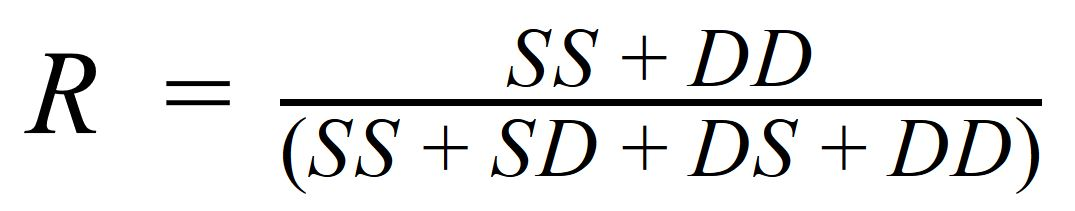 R = SS + DD
(SS + SD + DS + DD)